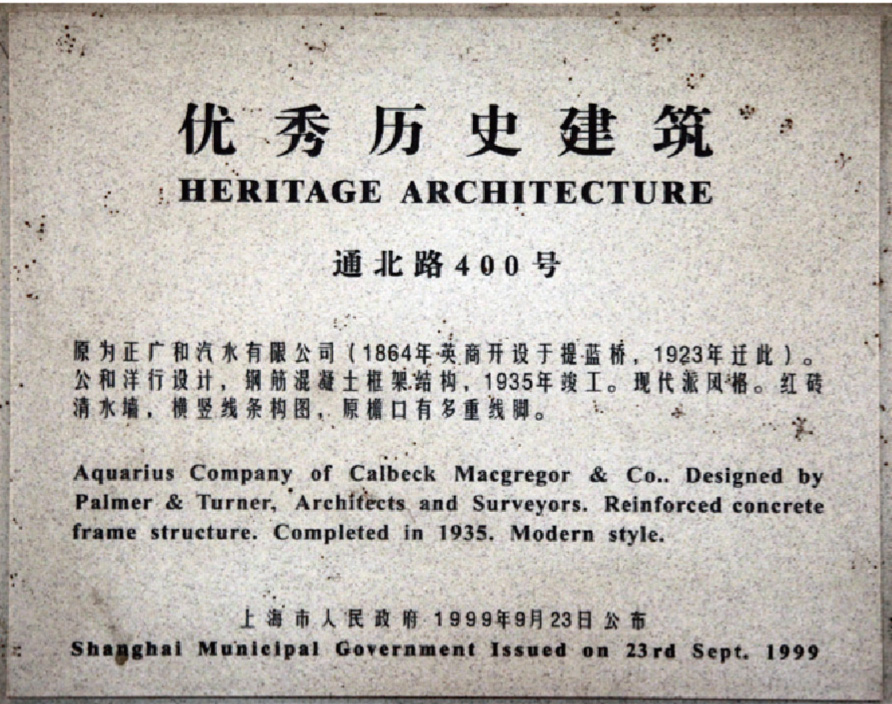 优秀历史建筑
HERITAGE ARCHITECTURE
通北路400号
原为正广和汽水有限公司（1864年英商开设于提蓝桥，1923年迁此）。
公和洋行设计，钢筋混凝土框架结构，1935年竣工。现代派风格。红砖
清水墙，横竖线条构图，原檐口有多重线脚。
Aquarius Company of Calbeck Macgregor & Co.. Designed by
Palmer & Turner, Architects and Surveyors. Reinforced concrete
frame structure. Completed in 1935. Modern style.
上海市人民政府 1999年9月23日公布
Shanghai Municipal Government Issued on 23rd Sept. 1999